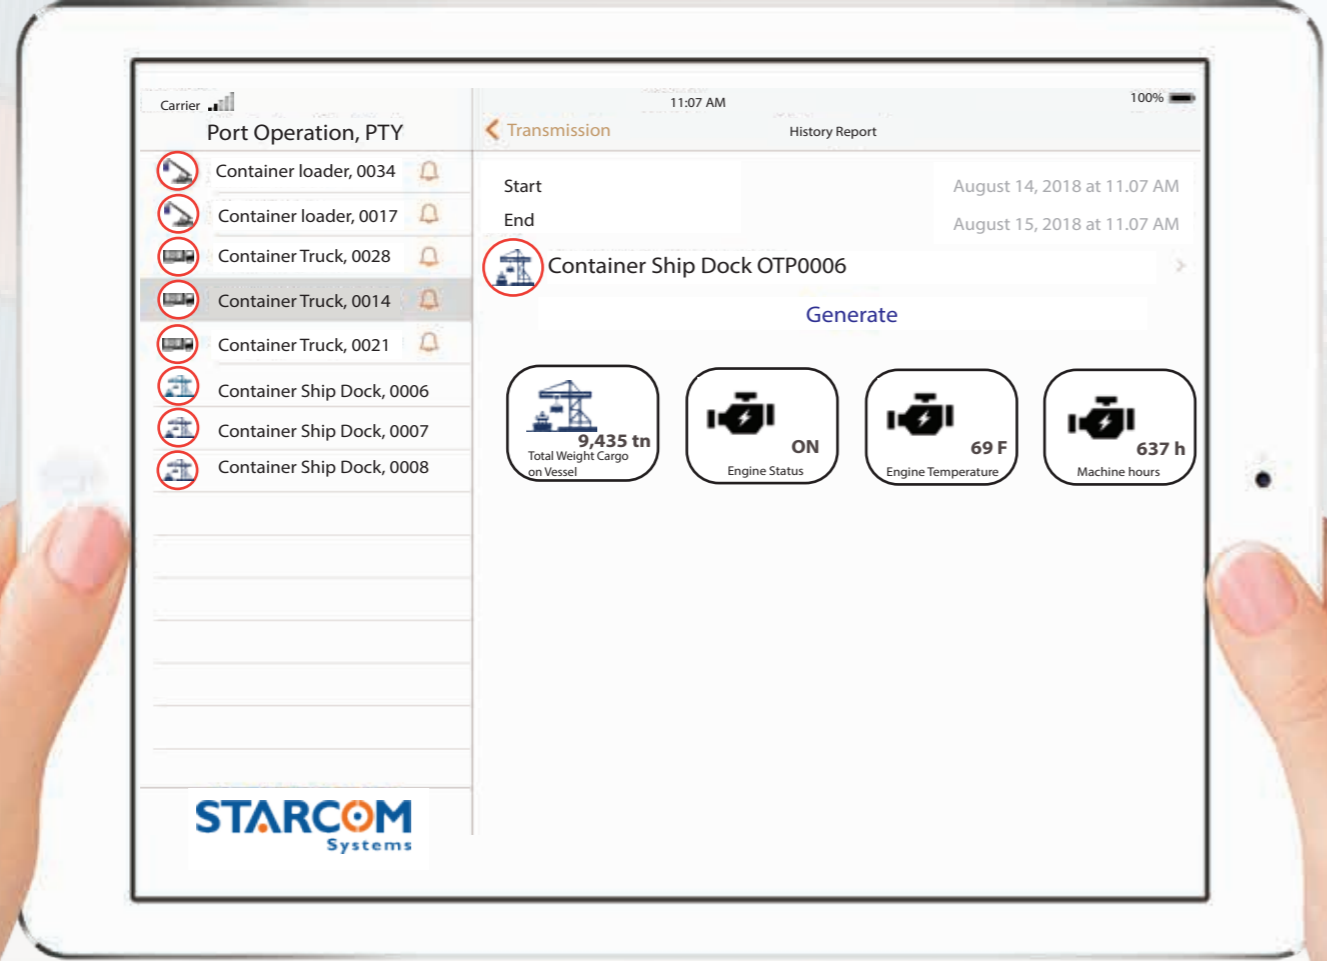 Carrier
11:07 AM
100%
Port Operation, PTY
Transmission
History Report
Container loader, 0034
Container loader, 0017
Container Truck, 0028
Container Truck, 0014
Container Truck, 0021
Container Ship Dock, 0006
Container Ship Dock, 0007
Container Ship Dock, 0008
STARCOM
Systems
Start
August 14, 2018 at 11.07 AM
End
August 15, 2018 at 11.07 AM
Container Ship Dock OTP0006
Generate
9,435 tn
Total Weight Cargo
on Vessel
ON
Engine Status
69 F
Engine Temperature
637 h
Machine hours